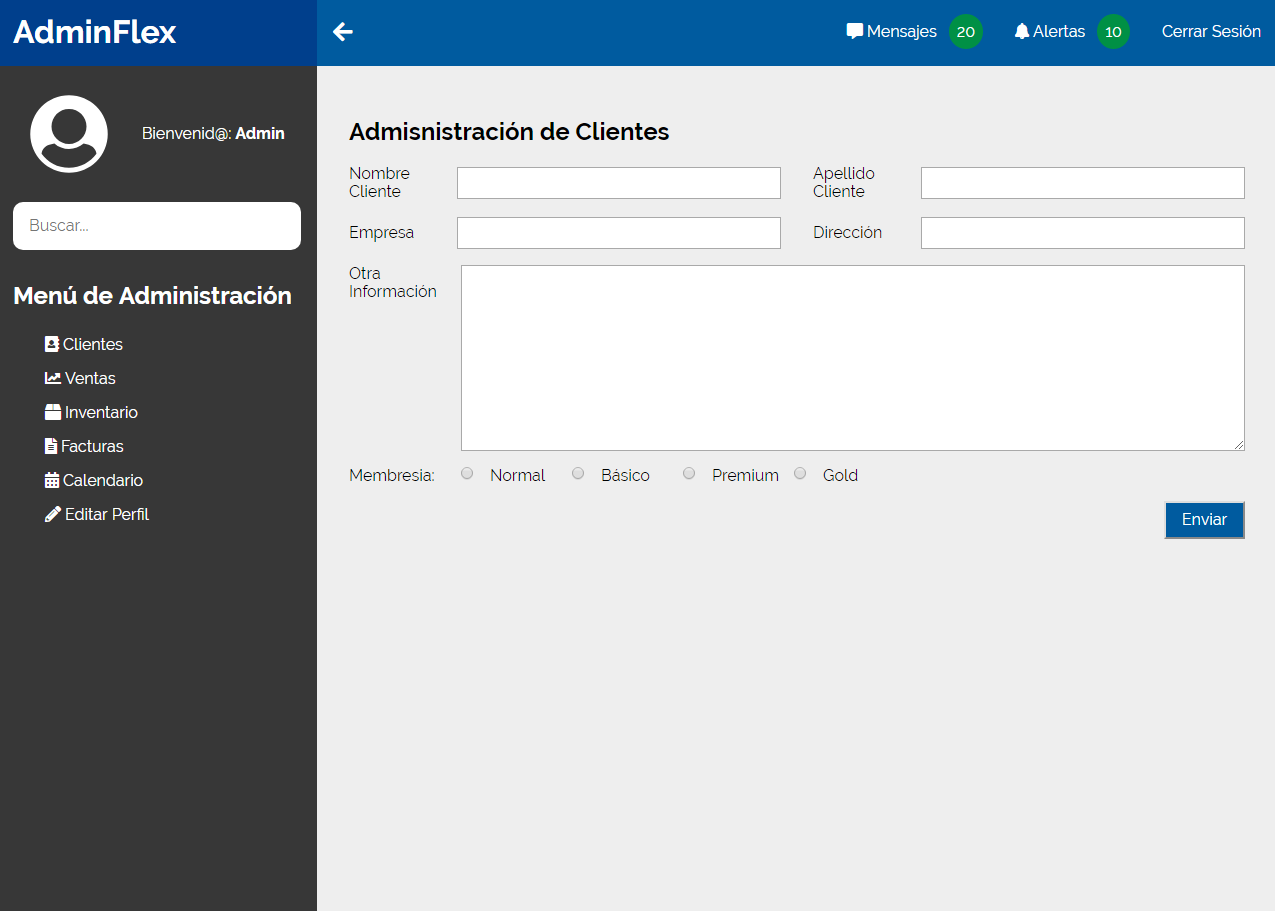 AdminFlex
Mensajes 20 Alertas 10 Cerrar Sesión
Bienvenid@: Admin
Buscar...
Menú de Administración
Clientes
Ventas
Inventario
Facturas
Calendario
Editar Perfil
Admisnistración de Clientes
Nombre
Cliente
Apellido
Cliente
Empresa
Dirección
Otra
Información
Membresia: Normal Básico Premium Gold
Enviar